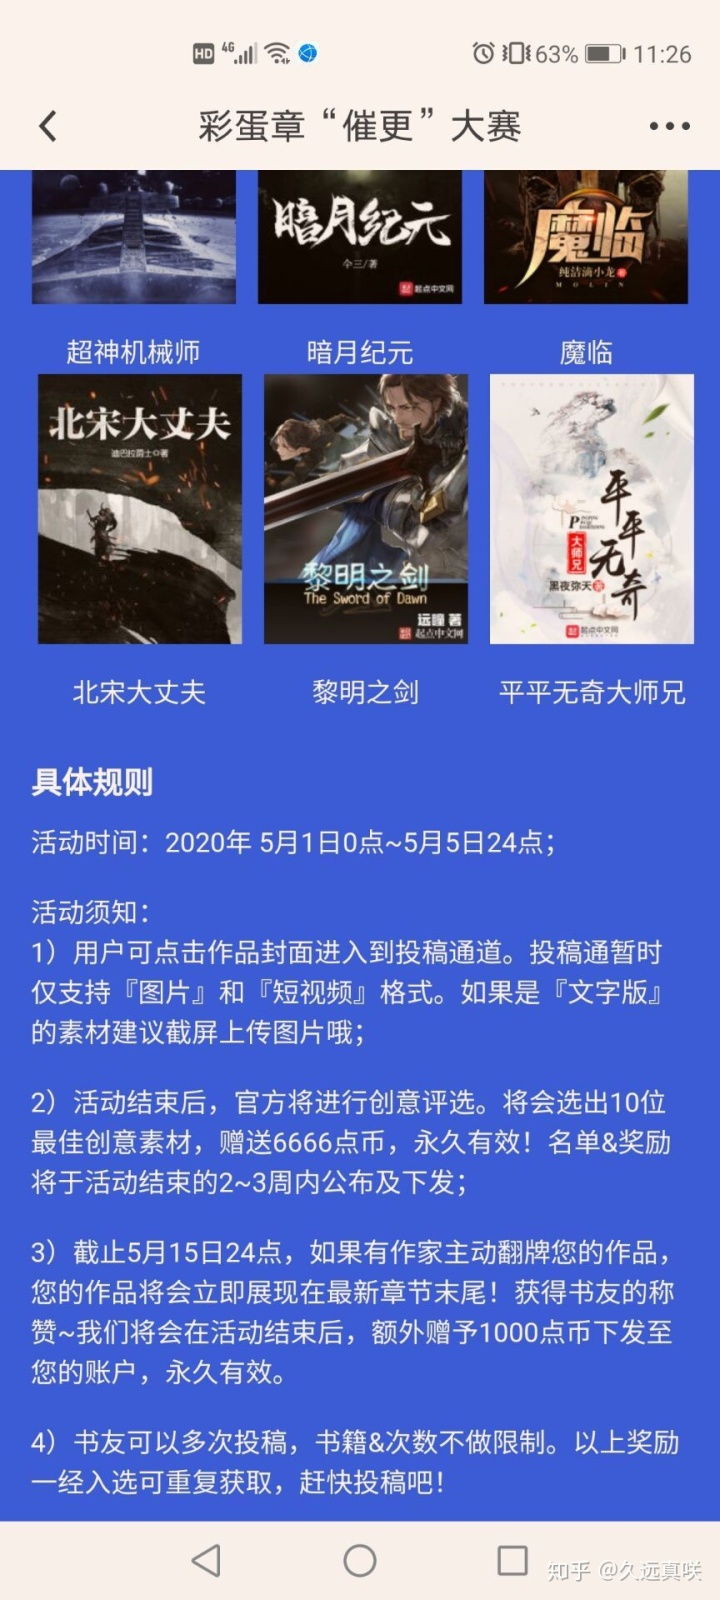 HD 4G 63% 11:26
彩蛋章“催更”大赛
暗月纪元
今三/著
起点中文网
魔临
纯洁滴小龙 著
MOLIN
超神机械师
暗月纪元
魔临
北宋大丈夫
迪巴拉爵士 著
黎明之剑
The Sword of Dawn
远瞳 著
起点中文网
平平无奇
大师兄
黑夜弥天 著
起点中文网
北宋大丈夫
黎明之剑
平平无奇大师兄
具体规则
活动时间：2020年 5月1日0点~5月5日24点；
活动须知：
1）用户可点击作品封面进入到投稿通道。投稿通暂时
仅支持『图片』和『短视频』格式。如果是『文字版』
的素材建议截屏上传图片哦；
2）活动结束后，官方将进行创意评选。将会选出10位
最佳创意素材，赠送6666点币，永久有效！名单&奖励
将于活动结束的2~3周内公布及下发；
3）截止5月15日24点，如果有作家主动翻牌您的作品，
您的作品将会立即展现在最新章节末尾！获得书友的称
赞~我们将会在活动结束后，额外赠予1000点币下发至
您的账户，永久有效。
4）书友可以多次投稿，书籍&次数不做限制。以上奖励
一经入选可重复获取，赶快投稿吧！
知乎 @久远真咲